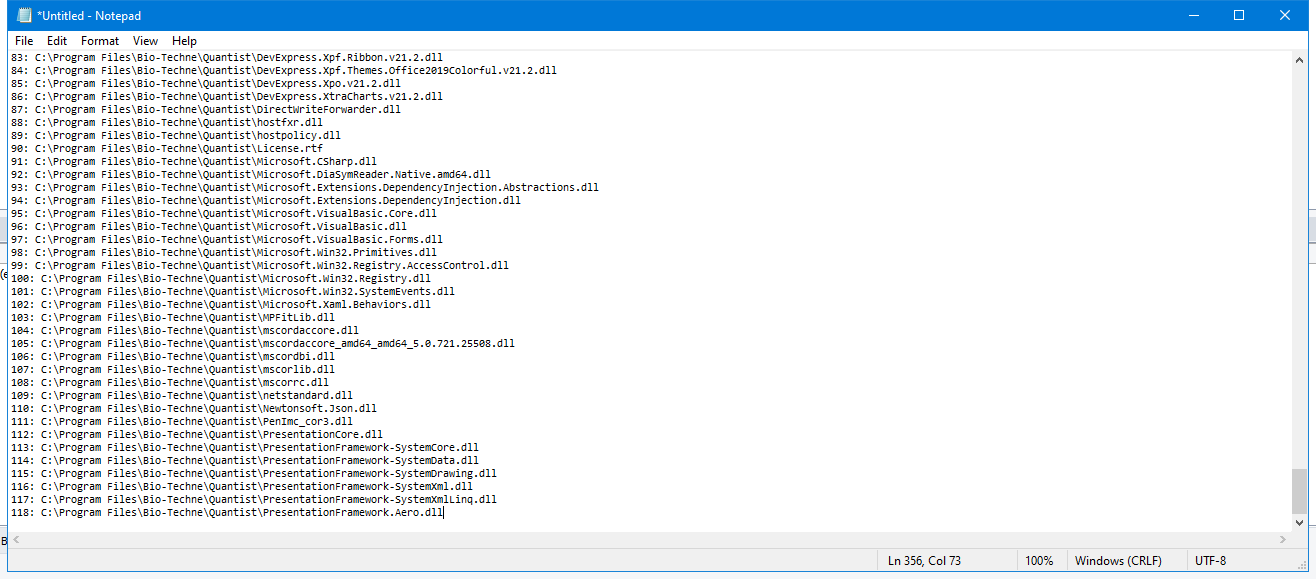 *Untitled - Notepad
File Edit Format View Help
83: C:\Program Files\Bio-Techne\Quantist\DevExpress.Xpf.Ribbon.v21.2.dll
84: C:\Program Files\Bio-Techne\Quantist\DevExpress.Xpf.Themes.Office2019Colorful.v21.2.dll
85: C:\Program Files\Bio-Techne\Quantist\DevExpress.Xpo.v21.2.dll
86: C:\Program Files\Bio-Techne\Quantist\DevExpress.XtraCharts.v21.2.dll
87: C:\Program Files\Bio-Techne\Quantist\DirectWriteForwarder.dll
88: C:\Program Files\Bio-Techne\Quantist\hostfxr.dll
89: C:\Program Files\Bio-Techne\Quantist\hostpolicy.dll
90: C:\Program Files\Bio-Techne\Quantist\License.rtf
91: C:\Program Files\Bio-Techne\Quantist\Microsoft.CSharp.dll
92: C:\Program Files\Bio-Techne\Quantist\Microsoft.DiaSymReader.Native.amd64.dll
93: C:\Program Files\Bio-Techne\Quantist\Microsoft.Extensions.DependencyInjection.Abstractions.dll
94: C:\Program Files\Bio-Techne\Quantist\Microsoft.Extensions.DependencyInjection.dll
95: C:\Program Files\Bio-Techne\Quantist\Microsoft.VisualBasic.Core.dll
96: C:\Program Files\Bio-Techne\Quantist\Microsoft.VisualBasic.dll
97: C:\Program Files\Bio-Techne\Quantist\Microsoft.VisualBasic.Forms.dll
98: C:\Program Files\Bio-Techne\Quantist\Microsoft.Win32.Primitives.dll
99: C:\Program Files\Bio-Techne\Quantist\Microsoft.Win32.Registry.AccessControl.dll
100: C:\Program Files\Bio-Techne\Quantist\Microsoft.Win32.Registry.dll
101: C:\Program Files\Bio-Techne\Quantist\Microsoft.Win32.SystemEvents.dll
102: C:\Program Files\Bio-Techne\Quantist\Microsoft.Xaml.Behaviors.dll
103: C:\Program Files\Bio-Techne\Quantist\MPFitLib.dll
104: C:\Program Files\Bio-Techne\Quantist\mscordaccore.dll
105: C:\Program Files\Bio-Techne\Quantist\mscordaccore_amd64_amd64_5.0.721.25508.dll
106: C:\Program Files\Bio-Techne\Quantist\mscordbi.dll
107: C:\Program Files\Bio-Techne\Quantist\mscorlib.dll
108: C:\Program Files\Bio-Techne\Quantist\mscorrc.dll
109: C:\Program Files\Bio-Techne\Quantist\netstandard.dll
110: C:\Program Files\Bio-Techne\Quantist\Newtonsoft.Json.dll
111: C:\Program Files\Bio-Techne\Quantist\PenImc_cor3.dll
112: C:\Program Files\Bio-Techne\Quantist\PresentationCore.dll
113: C:\Program Files\Bio-Techne\Quantist\PresentationFramework-SystemCore.dll
114: C:\Program Files\Bio-Techne\Quantist\PresentationFramework-SystemData.dll
115: C:\Program Files\Bio-Techne\Quantist\PresentationFramework-SystemDrawing.dll
116: C:\Program Files\Bio-Techne\Quantist\PresentationFramework-SystemXml.dll
117: C:\Program Files\Bio-Techne\Quantist\PresentationFramework-SystemXmlLinq.dll
118: C:\Program Files\Bio-Techne\Quantist\PresentationFramework.Aero.dll
Ln 356, Col 73 100% Windows (CRLF) UTF-8